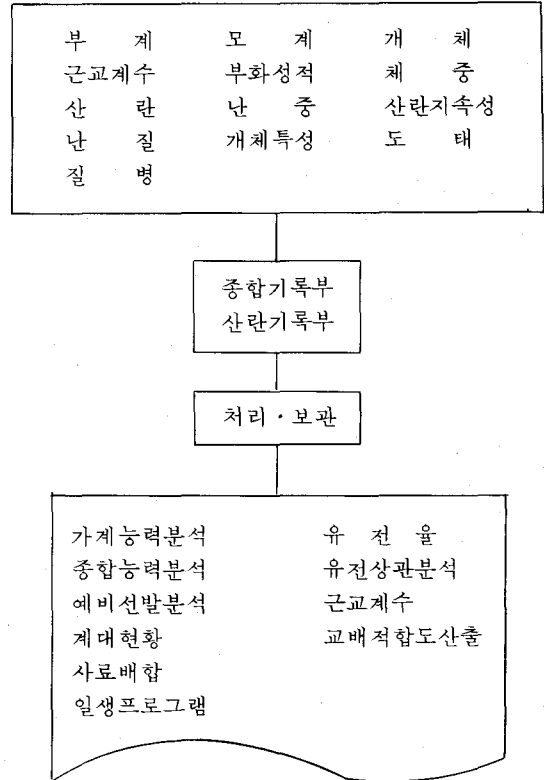 부 계 모 계 개 체
근교계수 부화성적 체 중
산 란 난 중 산란지속성
난 질 개체특성 도 태
질 병
종합기록부
산란기록부
처리・보관
가계능력분석 유 전 율
종합능력분석 유전상관분석
예비선발분석 근교계수
계대현황 교배적합도산출
사료배합
일생프로그램